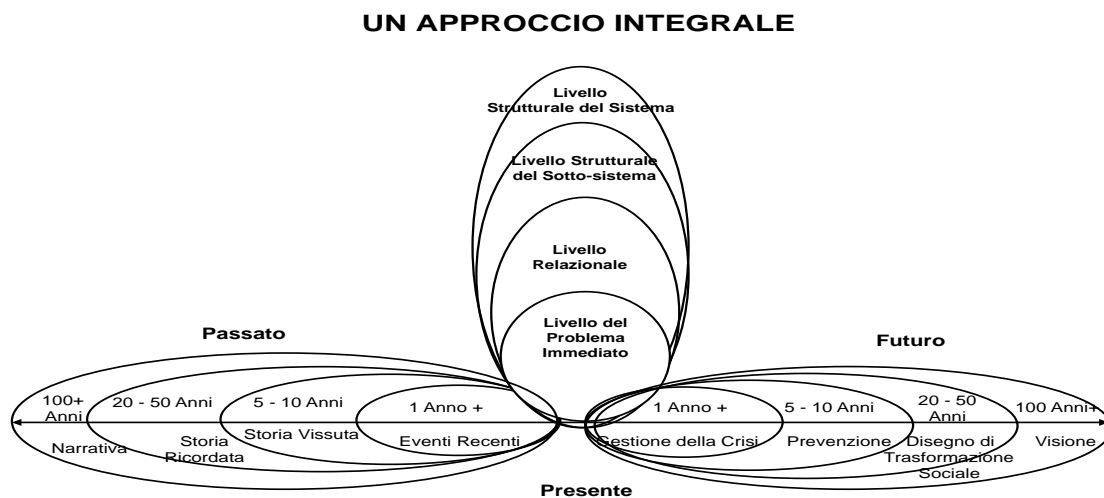 UN APPROCCIO INTEGRALE
Livello
Strutturale del Sistema
Livello Strutturale
del Sotto-sistema
Livello
Relazionale
Livello del
Problema
Immediato
Passato
Futuro
100+
Anni
20 - 50 Anni
5 - 10 Anni
1 Anno +
1 Anno +
5 - 10 Anni
20 - 50
Anni
100 Anni+
Narrativa
Storia
Ricordata
Storia Vissuta
Eventi Recenti
Gestione della Crisi
Prevenzione
Disegno di
Trasformazione
Sociale
Visione
Presente